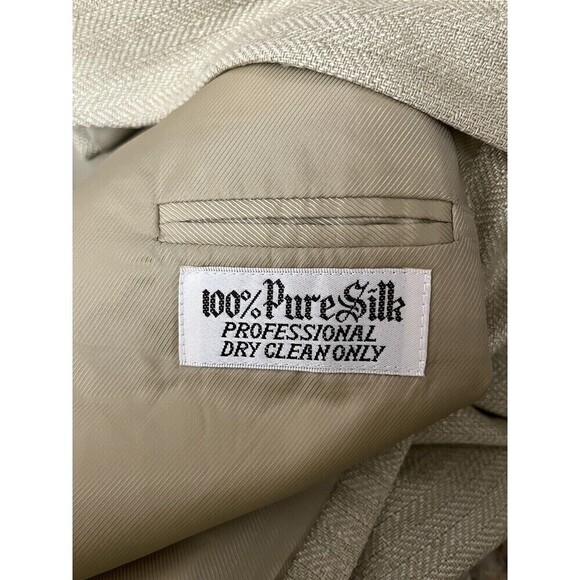 100% Pure Silk
PROFESSIONAL
DRY CLEAN ONLY